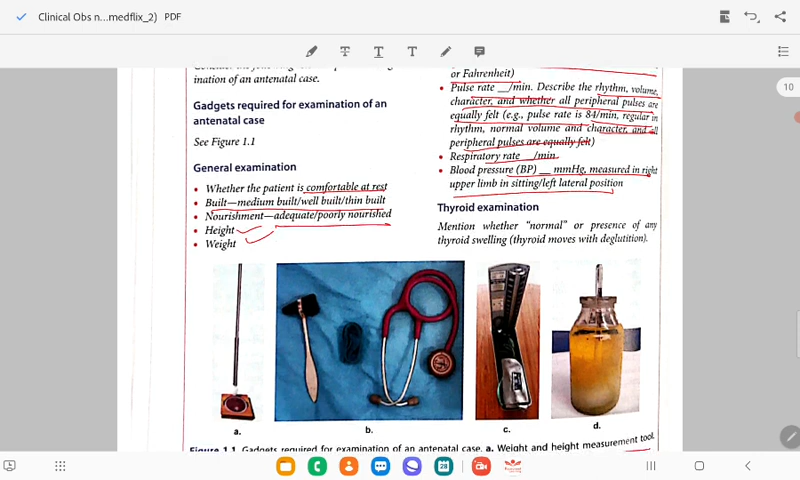 Clinical Obs n...medflix_2) PDF
10
ination of an antenatal case.
Gadgets required for examination of an
antenatal case
See Figure 1.1
General examination
• Whether the patient is comfortable at rest
• Built—medium built/well built/thin built
• Nourishment—adequate/poorly nourished
• Height
• Weight
or Fahrenheit)
• Pulse rate __/min. Describe the rhythm, volume,
character, and whether all peripheral pulses are
equally felt (e.g., pulse rate is 84/min, regular in
rhythm, normal volume and character, and all
peripheral pulses are equally felt)
• Respiratory rate __/min
• Blood pressure (BP) __ mmHg, measured in right
upper limb in sitting/left lateral position
Thyroid examination
Mention whether “normal” or presence of any
thyroid swelling (thyroid moves with deglutition).
a.
b.
c.
d.
Figure 1.1 Gadgets required for examination of an antenatal case. a. Weight and height measurement tool.
28